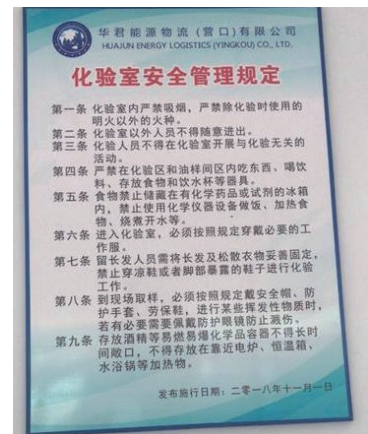 华君能源物流（营口）有限公司
HUAJUN ENERGY LOGISTICS (YINGKOU) CO., LTD.
化验室安全管理规定
第一条 化验室内严禁吸烟，严禁除化验时使用的
明火以外的火种。
第二条 化验室以外人员不得随意进出。
第三条 化验人员不得在化验室开展与化验无关的
活动。
第四条 严禁在化验区和油样间区内吃东西、喝饮
料、存放食物和饮水杯等器具。
第五条 食物禁止储藏在有化学药品或试剂的冰箱
内，禁止使用化学仪器设备做饭、加热食
物、烧煮开水等。
第六条 进入化验室，必须按照规定穿戴必要的工
作服。
第七条 留长发人员需将长发及松散衣物妥善固定，
禁止穿凉鞋或者脚部暴露的鞋子进行化验
工作。
第八条 到现场取样，必须按照规定戴安全帽、防
护手套、劳保鞋，进行某些挥发性物质时，
若有必要需要佩戴防护眼镜防止溅伤。
第九条 存放酒精等易燃易爆化学品容器不得长时
间敞口，不得存放在靠近电炉、恒温箱、
水浴锅等加热物。
发布施行日期：二零一八年十一月一日